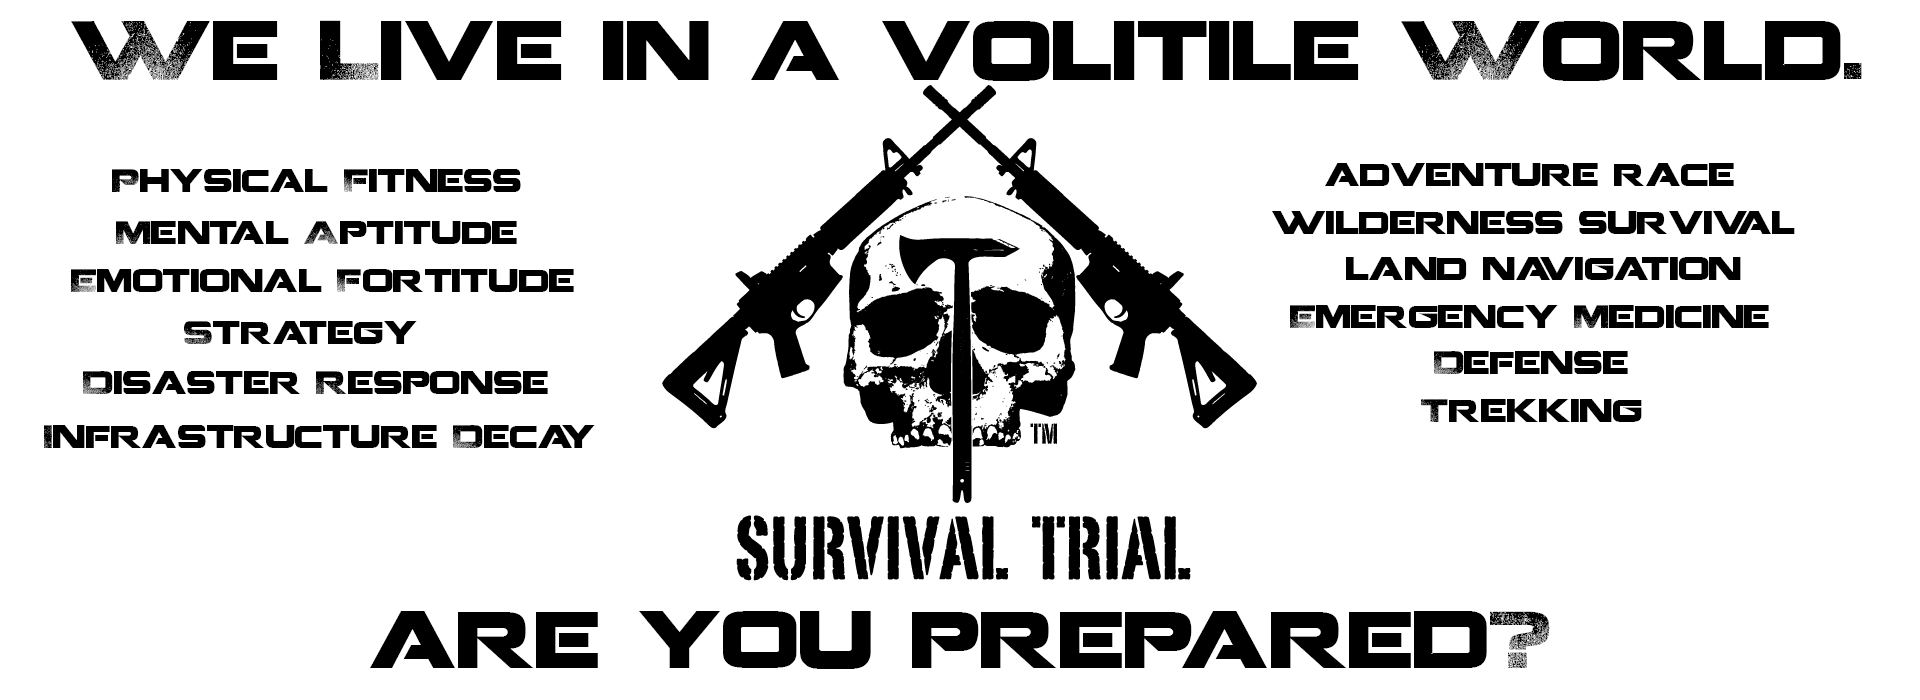 WE LIVE IN A VOLITILE WORLD.
PHYSICAL FITNESS
MENTAL APTITUDE
EMOTIONAL FORTITUDE
STRATEGY
DISASTER RESPONSE
INFRASTRUCTURE DECAY
ADVENTURE RACE
WILDERNESS SURVIVAL
LAND NAVIGATION
EMERGENCY MEDICINE
DEFENSE
TREKKING
TM
SURVIVAL TRIAL
ARE YOU PREPARED?